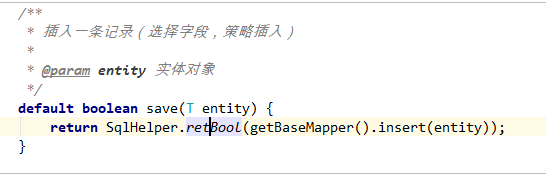 /**
 * 插入一条记录（选择字段，策略插入）
 *
 * @param entity 实体对象
 */
default boolean save(T entity) {
    return SqlHelper.retBool(getBaseMapper().insert(entity));
}